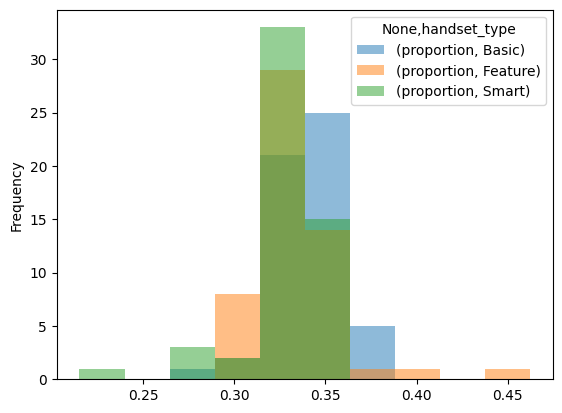 None,handset_type
(proportion, Basic)
(proportion, Feature)
(proportion, Smart)
Frequency
30
25
20
15
10
5
0
0.25 0.30 0.35 0.40 0.45